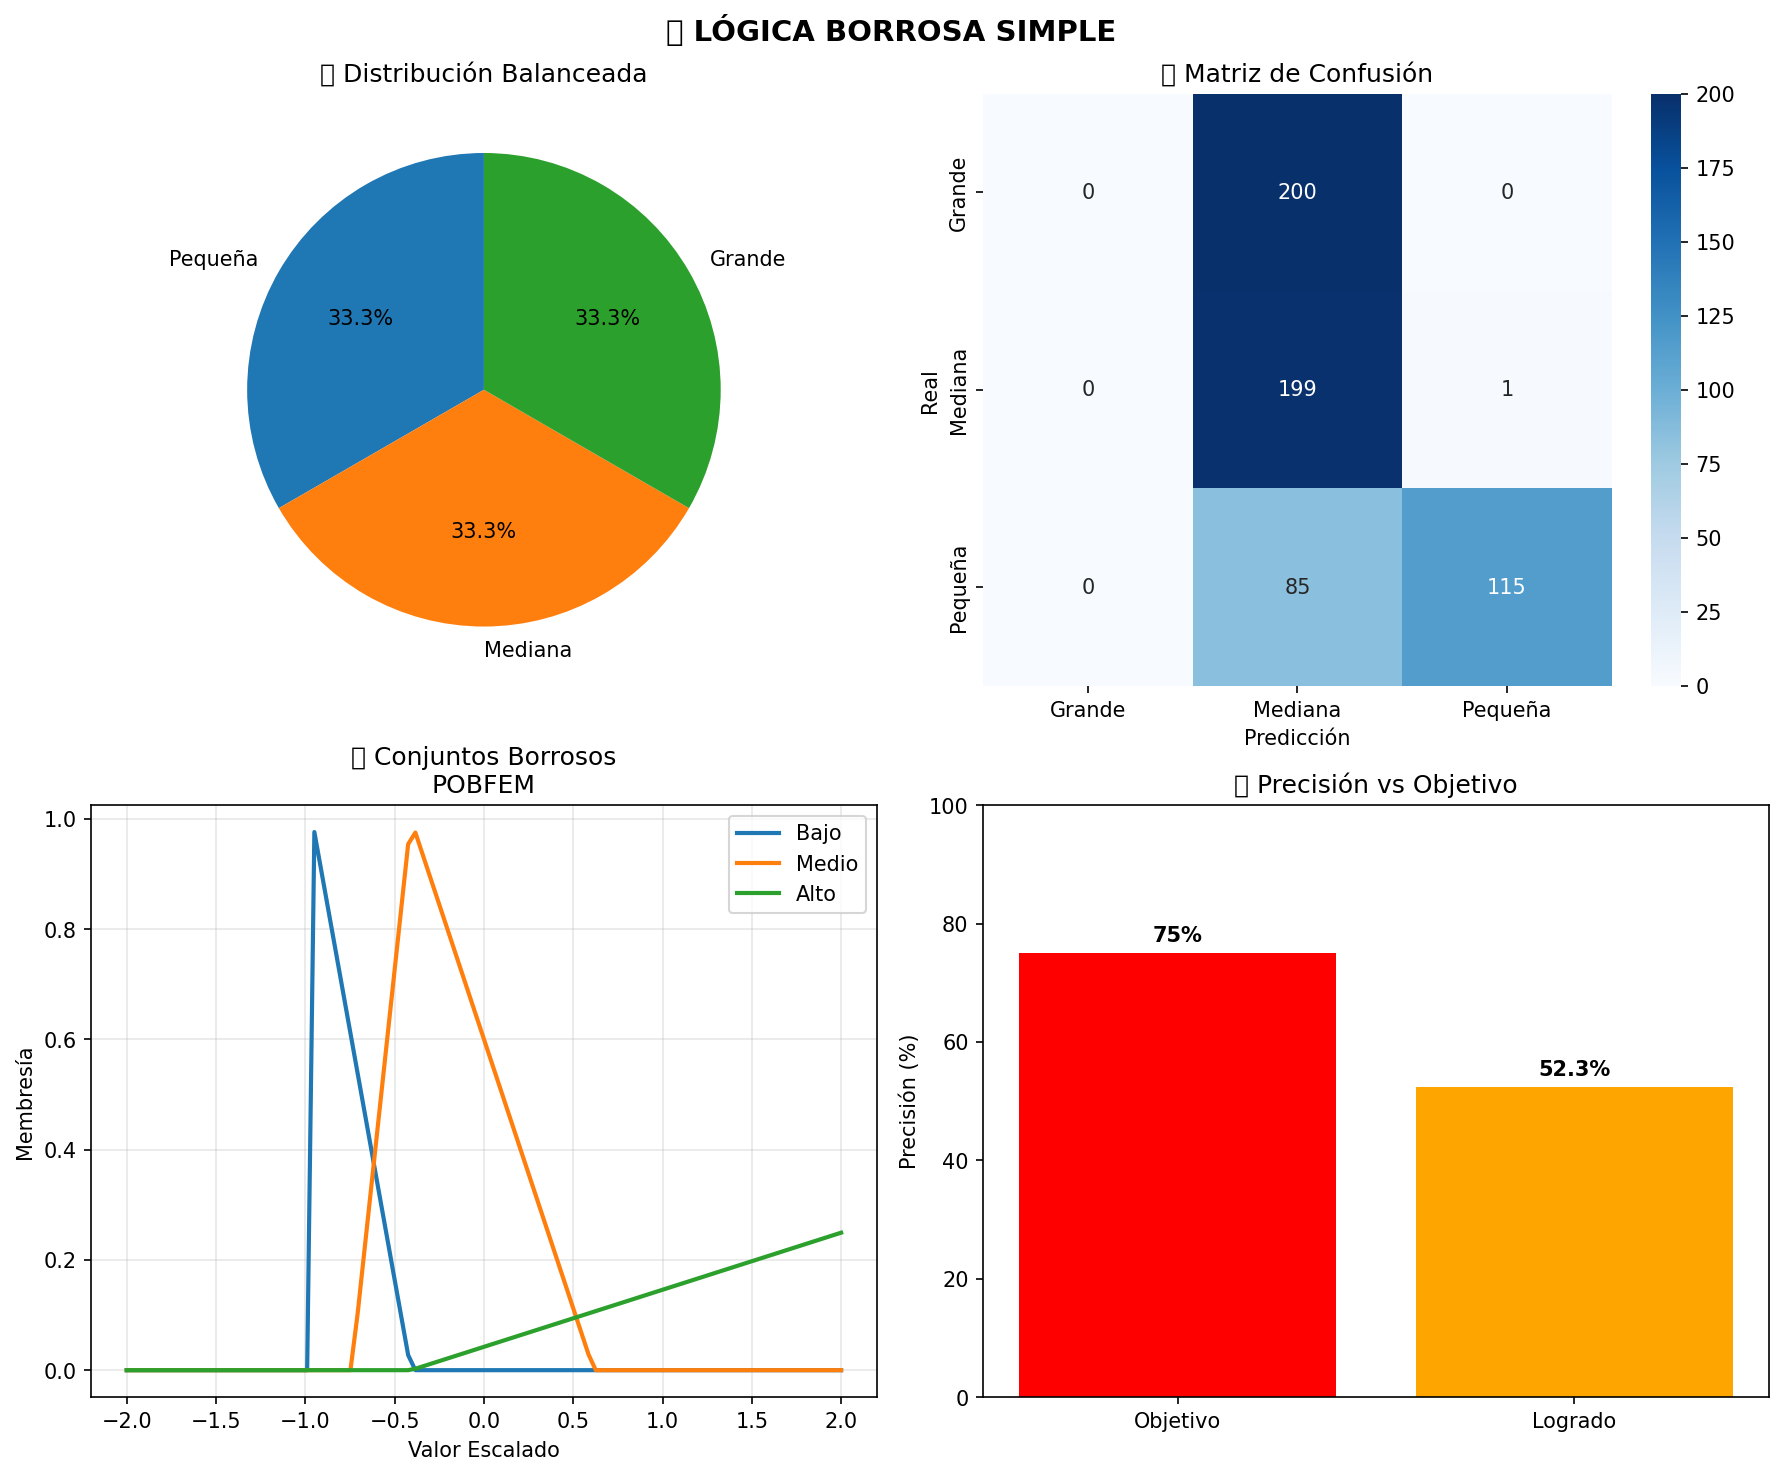 ▯ LÓGICA BORROSA SIMPLE
▯ Distribución Balanceada
Pequeña
33.3%
Grande
33.3%
33.3%
Mediana
▯ Matriz de Confusión
Real
Grande
Mediana
Pequeña
0 200 0
0 199 1
0 85 115
Grande Mediana Pequeña
Predicción
200
175
150
125
100
75
50
25
0
▯ Conjuntos Borrosos
POBFEM
Membresía
1.0
0.8
0.6
0.4
0.2
0.0
Bajo
Medio
Alto
−2.0 −1.5 −1.0 −0.5 0.0 0.5 1.0 1.5 2.0
Valor Escalado
▯ Precisión vs Objetivo
Precisión (%)
100
80
60
40
20
0
75%
52.3%
Objetivo Logrado